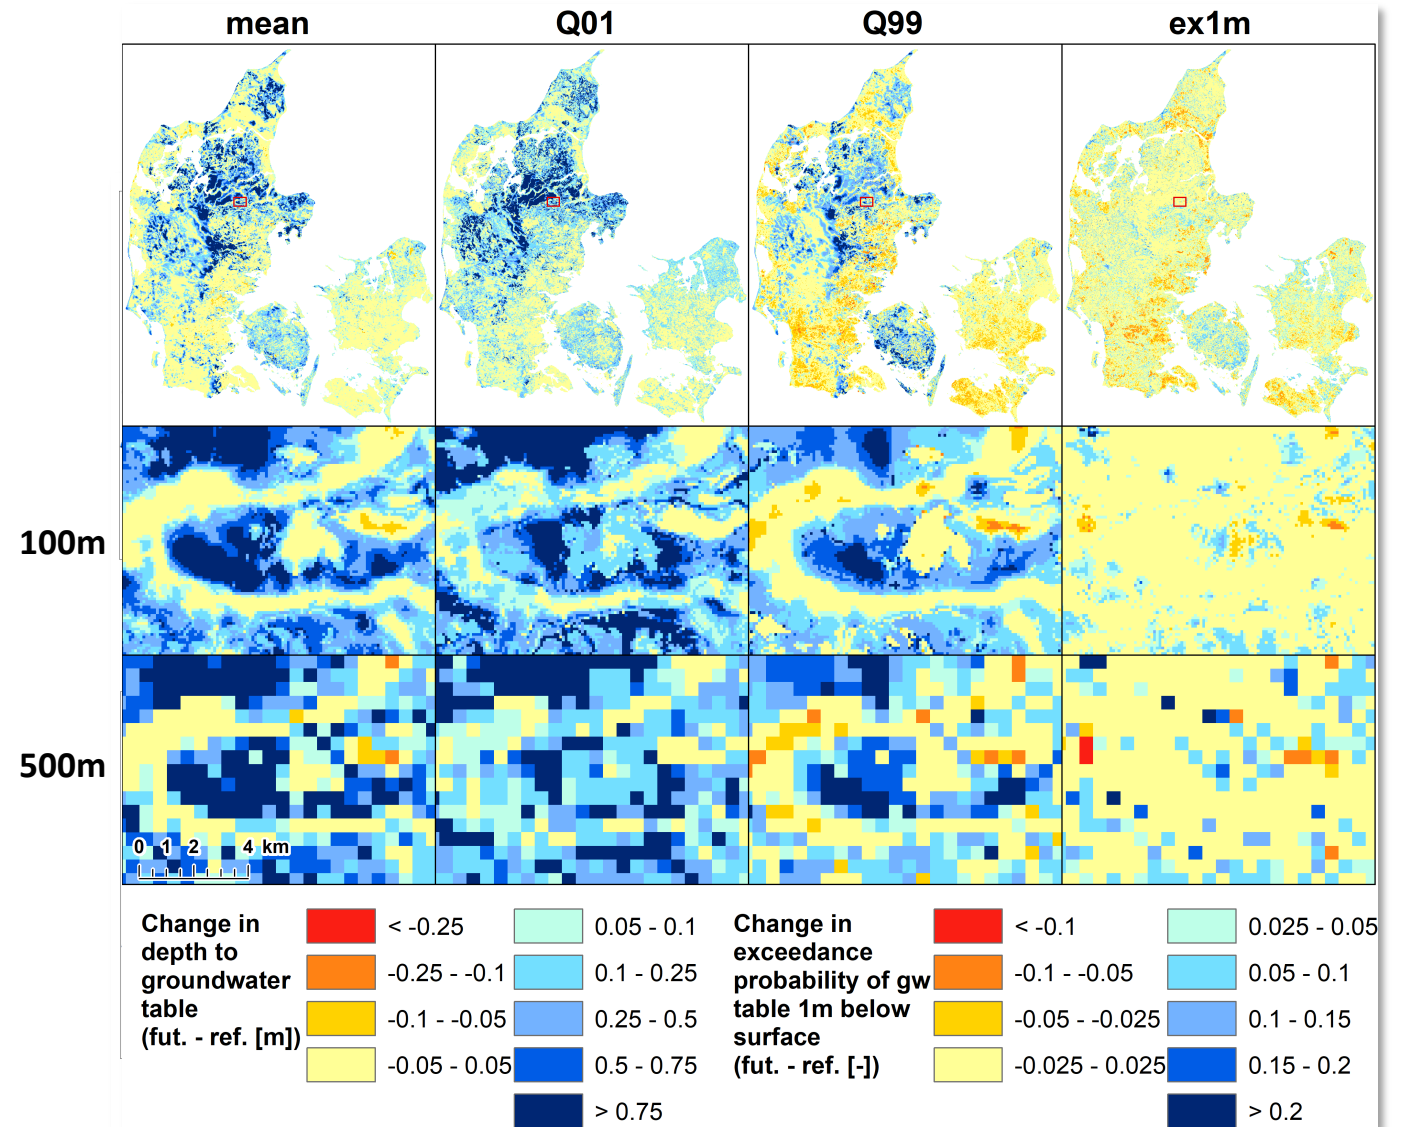 mean Q01 Q99 ex1m
100m
500m
0 1 2 4 km
Change in
depth to
groundwater
table
(fut. - ref. [m])
< -0.25
-0.25 - -0.1
-0.1 - -0.05
-0.05 - 0.05
0.05 - 0.1
0.1 - 0.25
0.25 - 0.5
0.5 - 0.75
> 0.75
Change in
exceedance
probability of gw
table 1m below
surface
(fut. - ref. [-])
< -0.1
-0.1 - -0.05
-0.05 - -0.025
-0.025 - 0.025
0.025 - 0.05
0.05 - 0.1
0.1 - 0.15
0.15 - 0.2
> 0.2